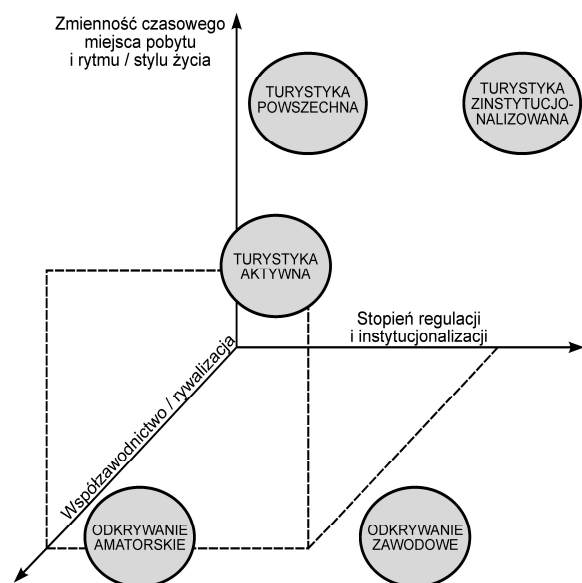 Zmienność czasowego
miejsca pobytu
i rytmu / stylu życia
TURYSTYKA
POWSZECHNA
TURYSTYKA
ZINSTYTUCJO-
NALIZOWANA
TURYSTYKA
AKTYWNA
Stopień regulacji
i instytucjonalizacji
Współzawodnictwo / rywalizacja
ODKRYWANIE
AMATORSKIE
ODKRYWANIE
ZAWODOWE